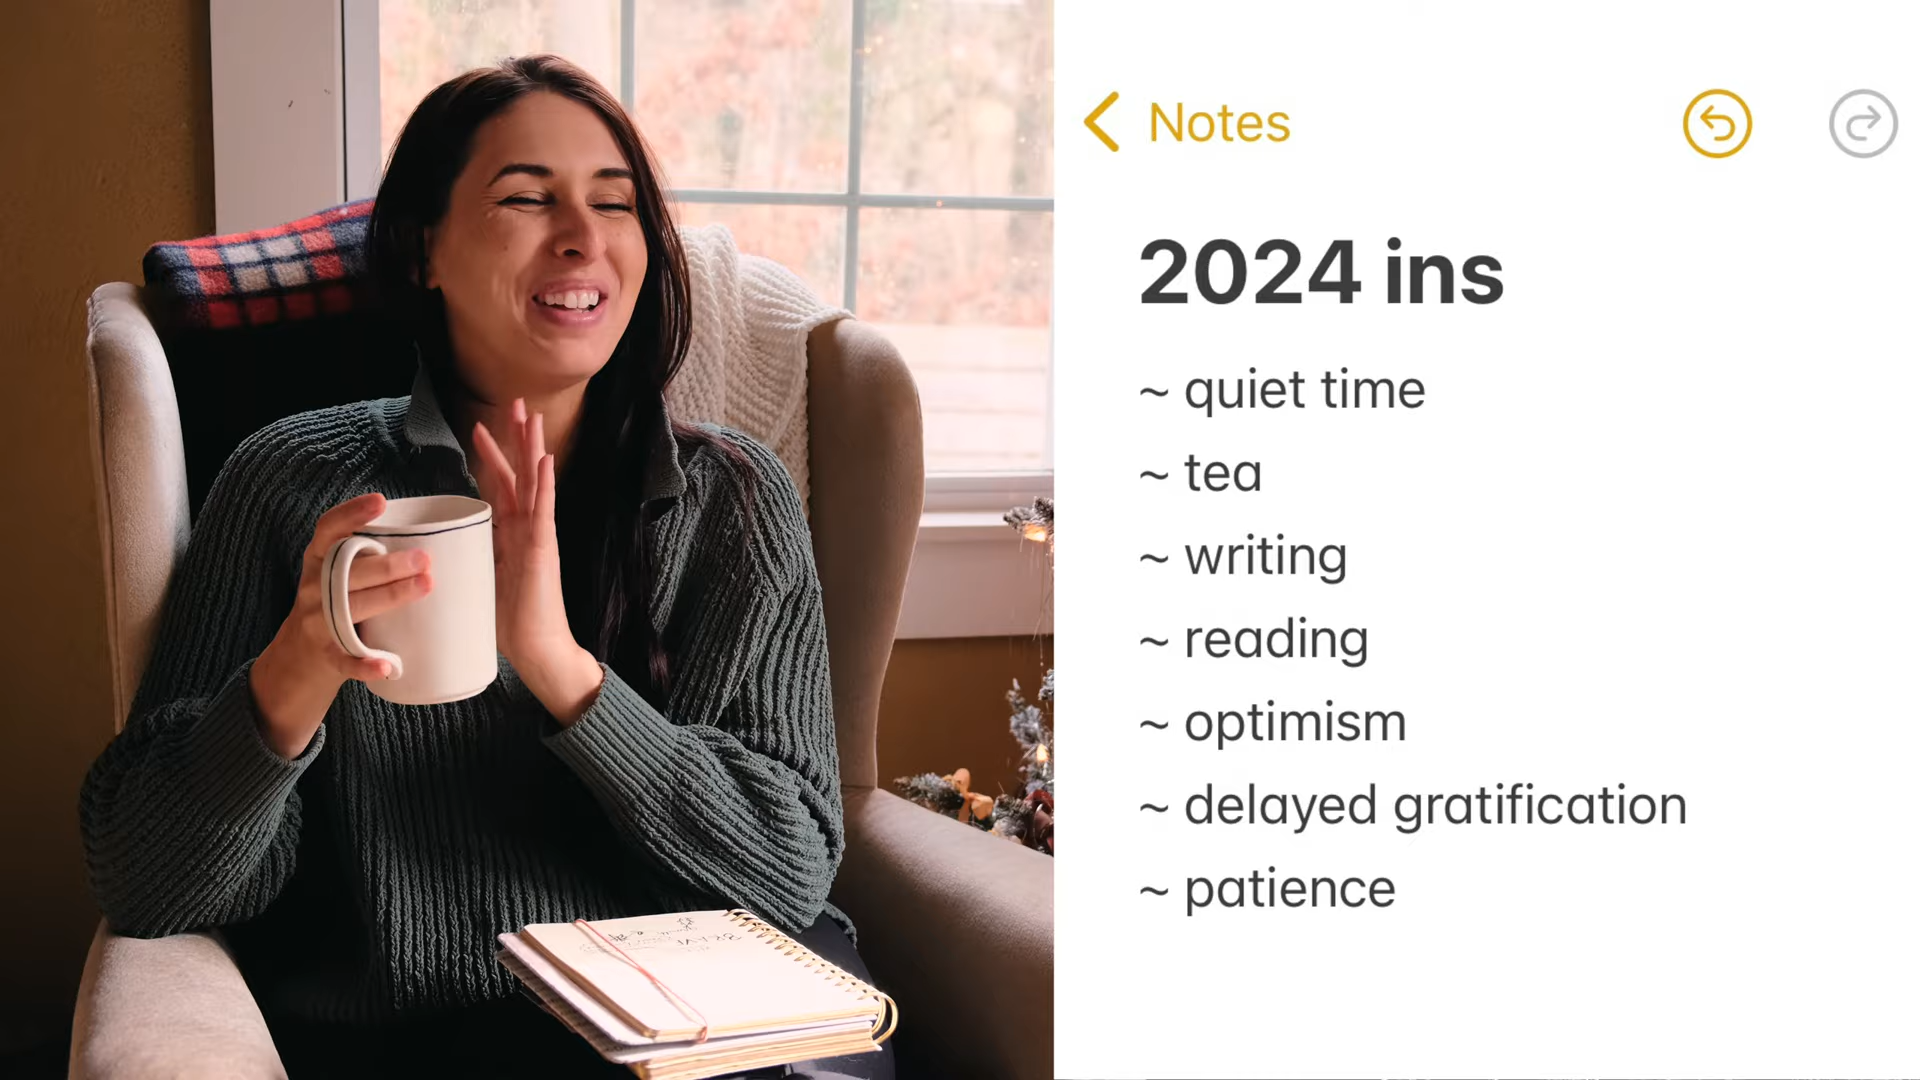 Notes
2024 ins
~ quiet time
~ tea
~ writing
~ reading
~ optimism
~ delayed gratification
~ patience